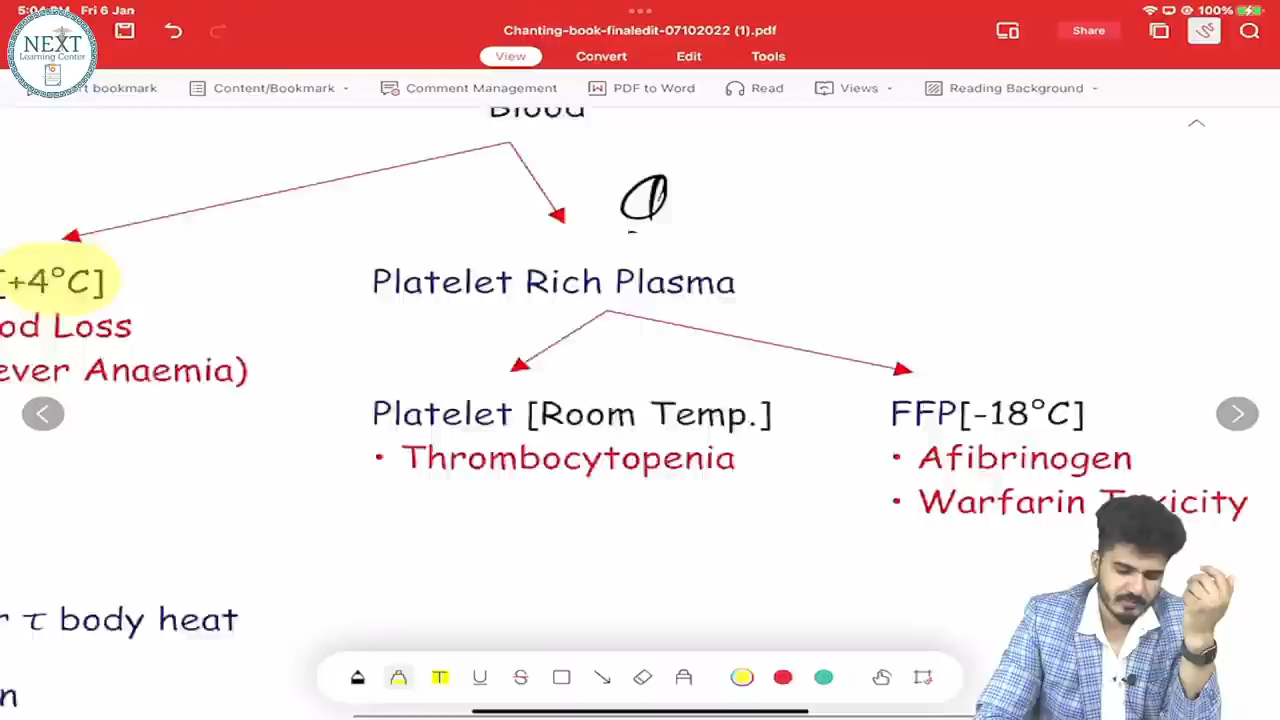 5:04 PM Fri 6 Jan
100%
NEXT
Learning Center
Chanting-book-finaledit-07102022 (1).pdf
Share
View
Convert
Edit
Tools
bookmark
Content/Bookmark
Comment Management
PDF to Word
Read
Views
Reading Background
Blood
[+4°C]
Platelet Rich Plasma
od Loss
ever Anaemia)
Platelet [Room Temp.]
FFP[-18°C]
• Thrombocytopenia
• Afibrinogen
• Warfarin Toxicity
r τ body heat
n